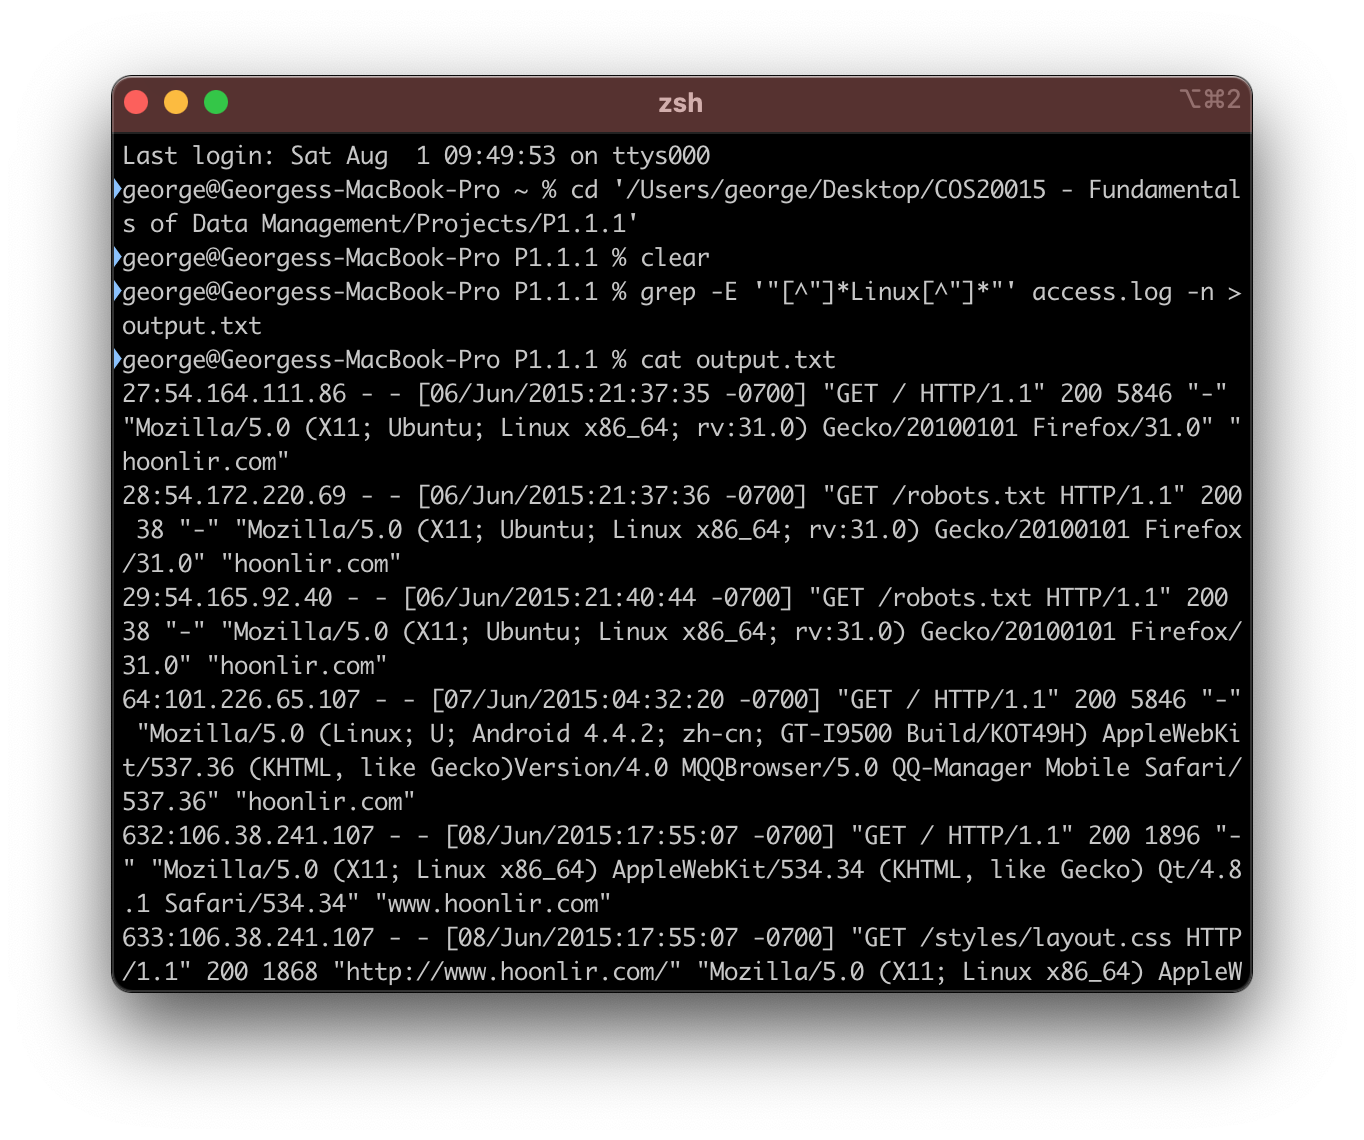 zsh
⌥⌘2
Last login: Sat Aug  1 09:49:53 on ttys000
george@Georgess-MacBook-Pro ~ % cd '/Users/george/Desktop/COS20015 - Fundamental
s of Data Management/Projects/P1.1.1'
george@Georgess-MacBook-Pro P1.1.1 % clear
george@Georgess-MacBook-Pro P1.1.1 % grep -E '"[^"]*Linux[^"]*"' access.log -n >
output.txt
george@Georgess-MacBook-Pro P1.1.1 % cat output.txt
27:54.164.111.86 - - [06/Jun/2015:21:37:35 -0700] "GET / HTTP/1.1" 200 5846 "-"
"Mozilla/5.0 (X11; Ubuntu; Linux x86_64; rv:31.0) Gecko/20100101 Firefox/31.0" "
hoonlir.com"
28:54.172.220.69 - - [06/Jun/2015:21:37:36 -0700] "GET /robots.txt HTTP/1.1" 200
 38 "-" "Mozilla/5.0 (X11; Ubuntu; Linux x86_64; rv:31.0) Gecko/20100101 Firefox
/31.0" "hoonlir.com"
29:54.165.92.40 - - [06/Jun/2015:21:40:44 -0700] "GET /robots.txt HTTP/1.1" 200
38 "-" "Mozilla/5.0 (X11; Ubuntu; Linux x86_64; rv:31.0) Gecko/20100101 Firefox/
31.0" "hoonlir.com"
64:101.226.65.107 - - [07/Jun/2015:04:32:20 -0700] "GET / HTTP/1.1" 200 5846 "-"
 "Mozilla/5.0 (Linux; U; Android 4.4.2; zh-cn; GT-I9500 Build/KOT49H) AppleWebKi
t/537.36 (KHTML, like Gecko)Version/4.0 MQQBrowser/5.0 QQ-Manager Mobile Safari/
537.36" "hoonlir.com"
632:106.38.241.107 - - [08/Jun/2015:17:55:07 -0700] "GET / HTTP/1.1" 200 1896 "-
" "Mozilla/5.0 (X11; Linux x86_64) AppleWebKit/534.34 (KHTML, like Gecko) Qt/4.8
.1 Safari/534.34" "www.hoonlir.com"
633:106.38.241.107 - - [08/Jun/2015:17:55:07 -0700] "GET /styles/layout.css HTTP
/1.1" 200 1868 "http://www.hoonlir.com/" "Mozilla/5.0 (X11; Linux x86_64) AppleW